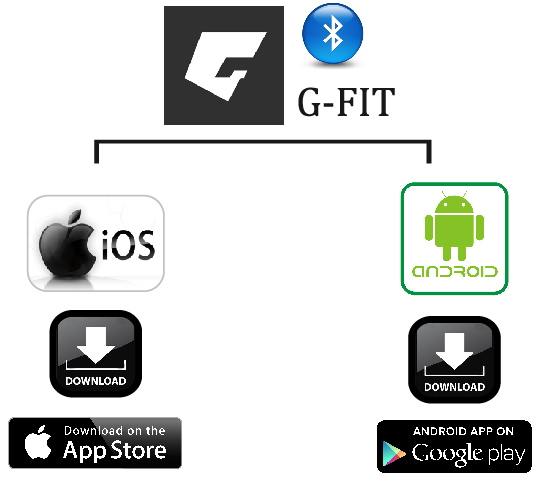 G-FIT
iOS
ANDROID
DOWNLOAD
DOWNLOAD
Download on the
App Store
ANDROID APP ON
Google play